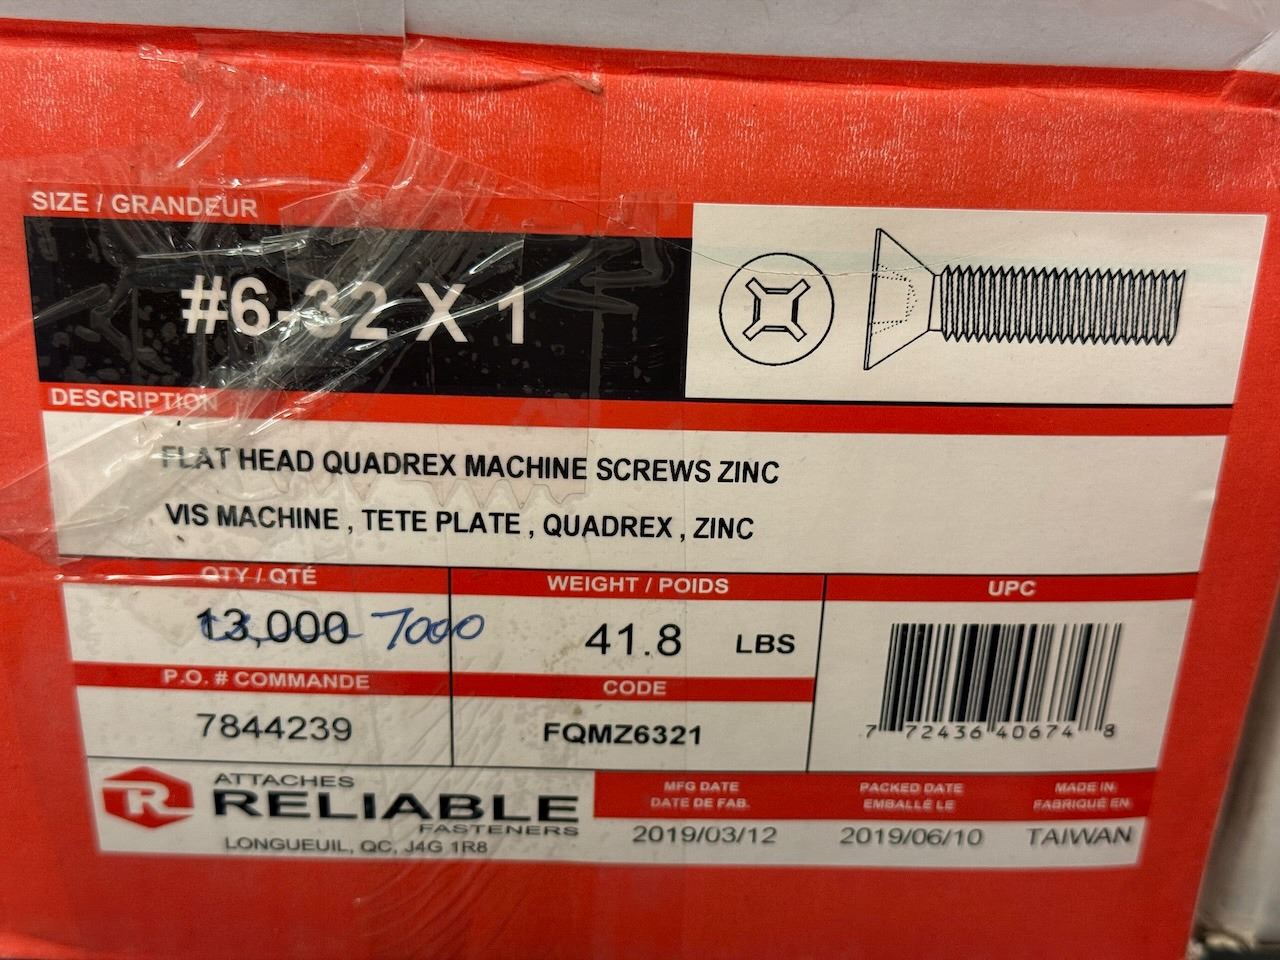 SIZE / GRANDEUR
#6-32 X 1
DESCRIPTION
FLAT HEAD QUADREX MACHINE SCREWS ZINC
VIS MACHINE , TETE PLATE , QUADREX , ZINC
QTY / QTÉ
13,000 7000
WEIGHT / POIDS
41.8 LBS
UPC
7 72436 40674 8
P.O. # COMMANDE
7844239
CODE
FQMZ6321
R
ATTACHES
RELIABLE
FASTENERS
LONGUEUIL, QC, J4G 1R8
MFG DATE
DATE DE FAB.
2019/03/12
PACKED DATE
EMBALLÉ LE
2019/06/10
MADE IN
FABRIQUÉ EN
TAIWAN